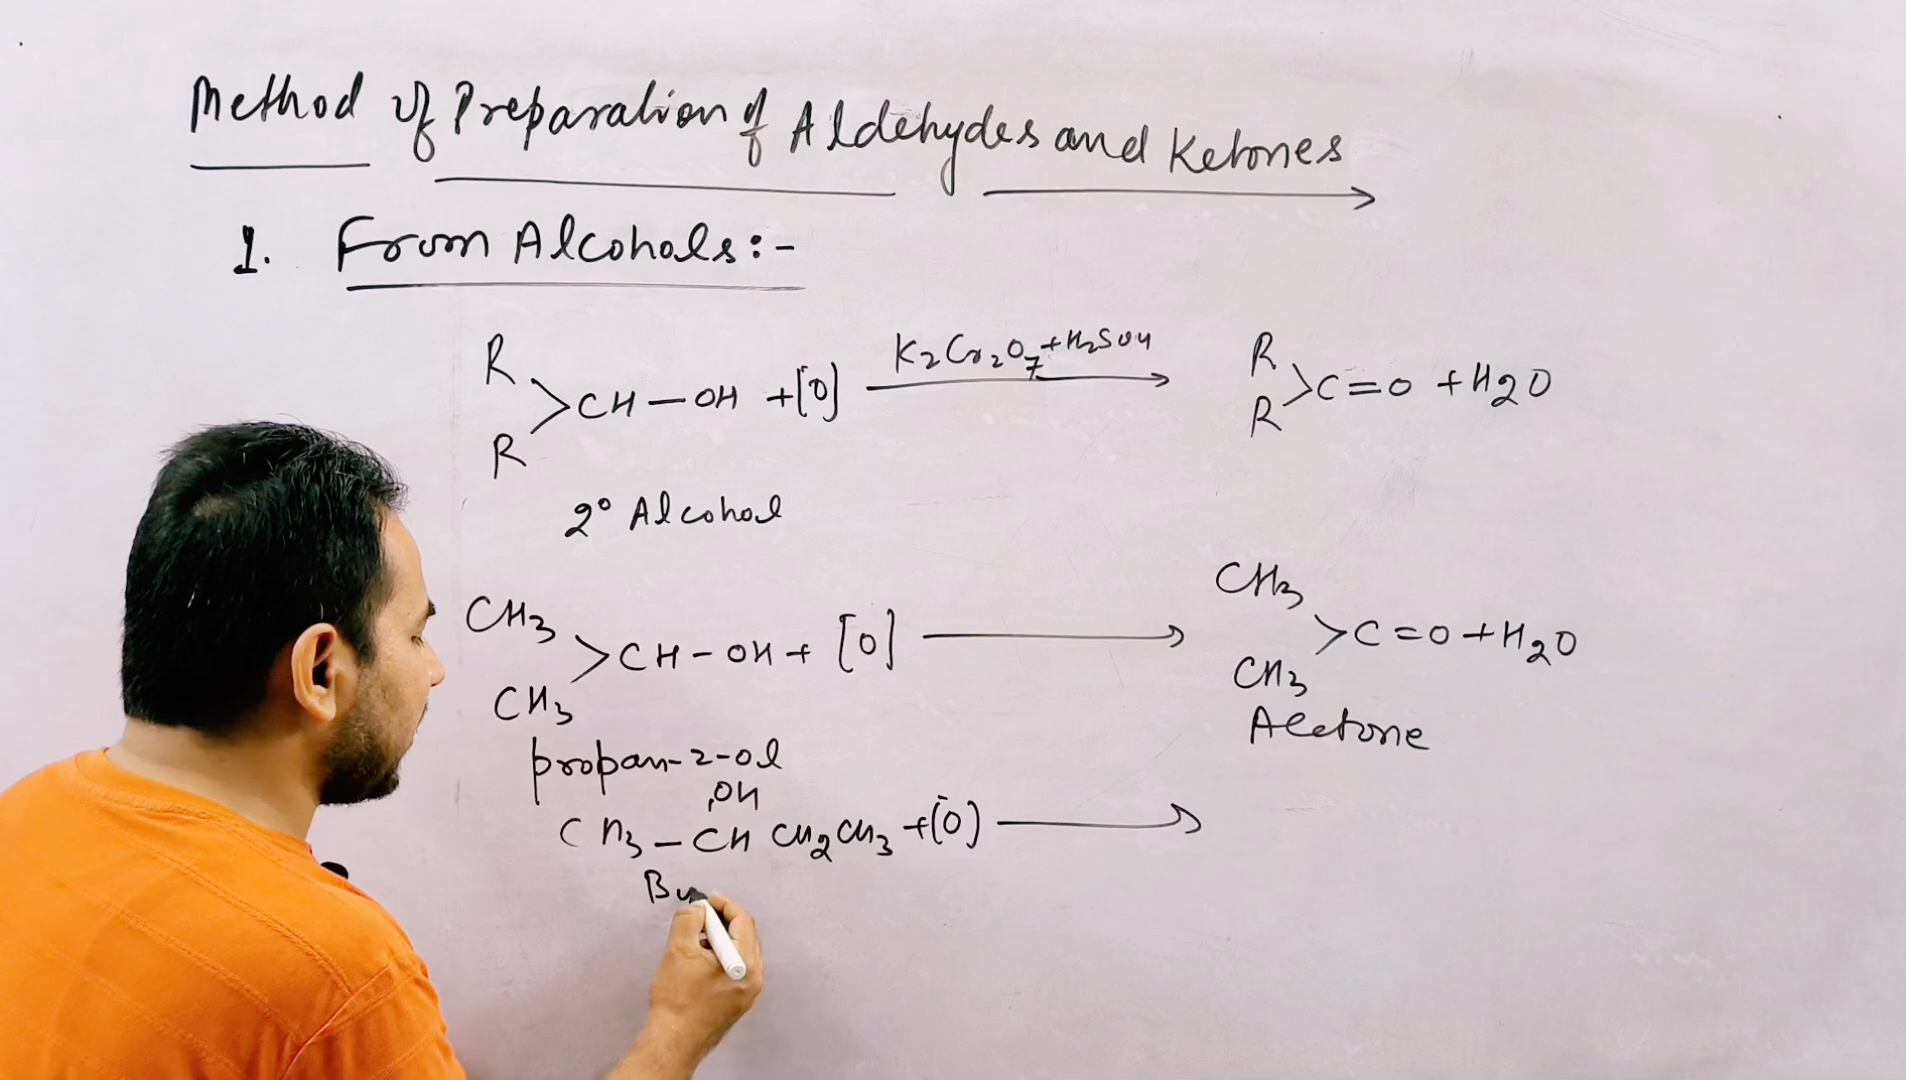 Method of Preparation of Aldehydes and Ketones
1. From Alcohols:-
R
R
>CH-OH +[O] K2Cr2O7+H2SO4 → R
R
>C=O +H2O
2° Alcohol
CH3
CH3
>CH-OH + [O] → CH3
CH3
>C=O+H2O
propan-2-ol
Acetone
OH
CH3-CH CH2CH3 +[O] →
Bu